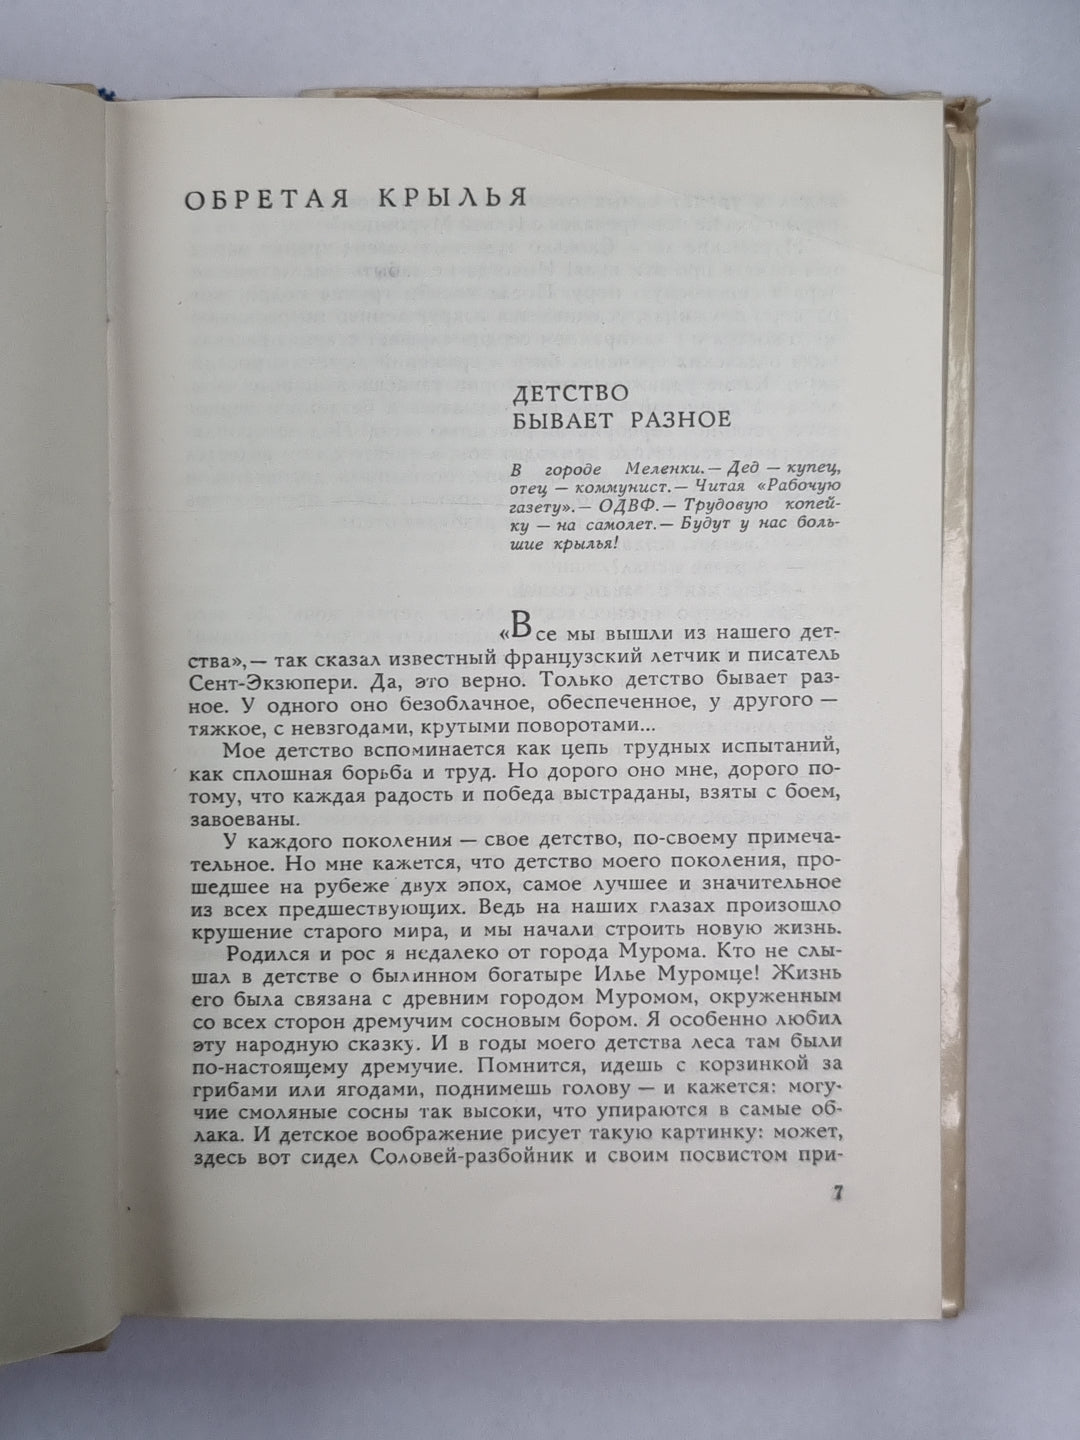 ОБРЕТАЯ КРЫЛЬЯ
ДЕТСТВО
БЫВАЕТ РАЗНОЕ
В городе Меленки.— Дед — купец,
отец — коммунист.— Читая «Рабочую
газету».— ОДВФ.— Трудовую копей-
ку — на самолет.— Будут у нас боль-
шие крылья!
«Все мы вышли из нашего дет-
ства»,— так сказал известный французский летчик и писатель
Сент-Экзюпери. Да, это верно. Только детство бывает раз-
ное. У одного оно безоблачное, обеспеченное, у другого —
тяжкое, с невзгодами, крутыми поворотами...
Мое детство вспоминается как цепь трудных испытаний,
как сплошная борьба и труд. Но дорого оно мне, дорого по-
тому, что каждая радость и победа выстраданы, взяты с боем,
завоеваны.
У каждого поколения — свое детство, по-своему примеча-
тельное. Но мне кажется, что детство моего поколения, про-
шедшее на рубеже двух эпох, самое лучшее и значительное
из всех предшествующих. Ведь на наших глазах произошло
крушение старого мира, и мы начали строить новую жизнь.
Родился и рос я недалеко от города Мурома. Кто не слы-
шал в детстве о былинном богатыре Илье Муромце! Жизнь
его была связана с древним городом Муромом, окруженным
со всех сторон дремучим сосновым бором. Я особенно любил
эту народную сказку. И в годы моего детства леса там были
по-настоящему дремучие. Помнится, идешь с корзинкой за
грибами или ягодами, поднимешь голову — и кажется: могу-
чие смоляные сосны так высоки, что упираются в самые об-
лака. И детское воображение рисует такую картинку: может,
здесь вот сидел Соловей-разбойник и своим посвистом при-
7